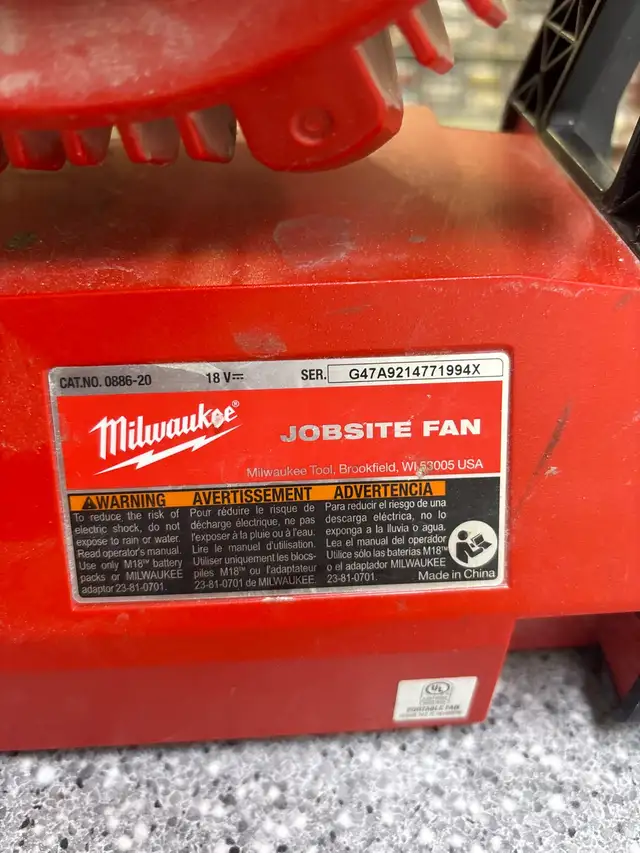 CAT.NO. 0886-20 18 V⎓ SER. G47A9214771994X
Milwaukee®
JOBSITE FAN
Milwaukee Tool, Brookfield, WI 53005 USA
⚠WARNING
To reduce the risk of
electric shock, do not
expose to rain or water.
Read operator's manual.
Use only M18™ battery
packs or MILWAUKEE
adaptor 23-81-0701.
AVERTISSEMENT
Pour réduire le risque de
décharge électrique, ne pas
l'exposer à la pluie ou à l'eau.
Lire le manuel d'utilisation.
Utiliser uniquement les blocs-
piles M18™ ou l'adaptateur
23-81-0701 de MILWAUKEE
ADVERTENCIA
Para reducir el riesgo de una
descarga eléctrica, no lo
exponga a la lluvia o agua.
Lea el manual del operador
Utilice sólo las baterías M18™
o el adaptador MILWAUKEE
23-81-0701.
Made in China
UL
PORTABLE FAN